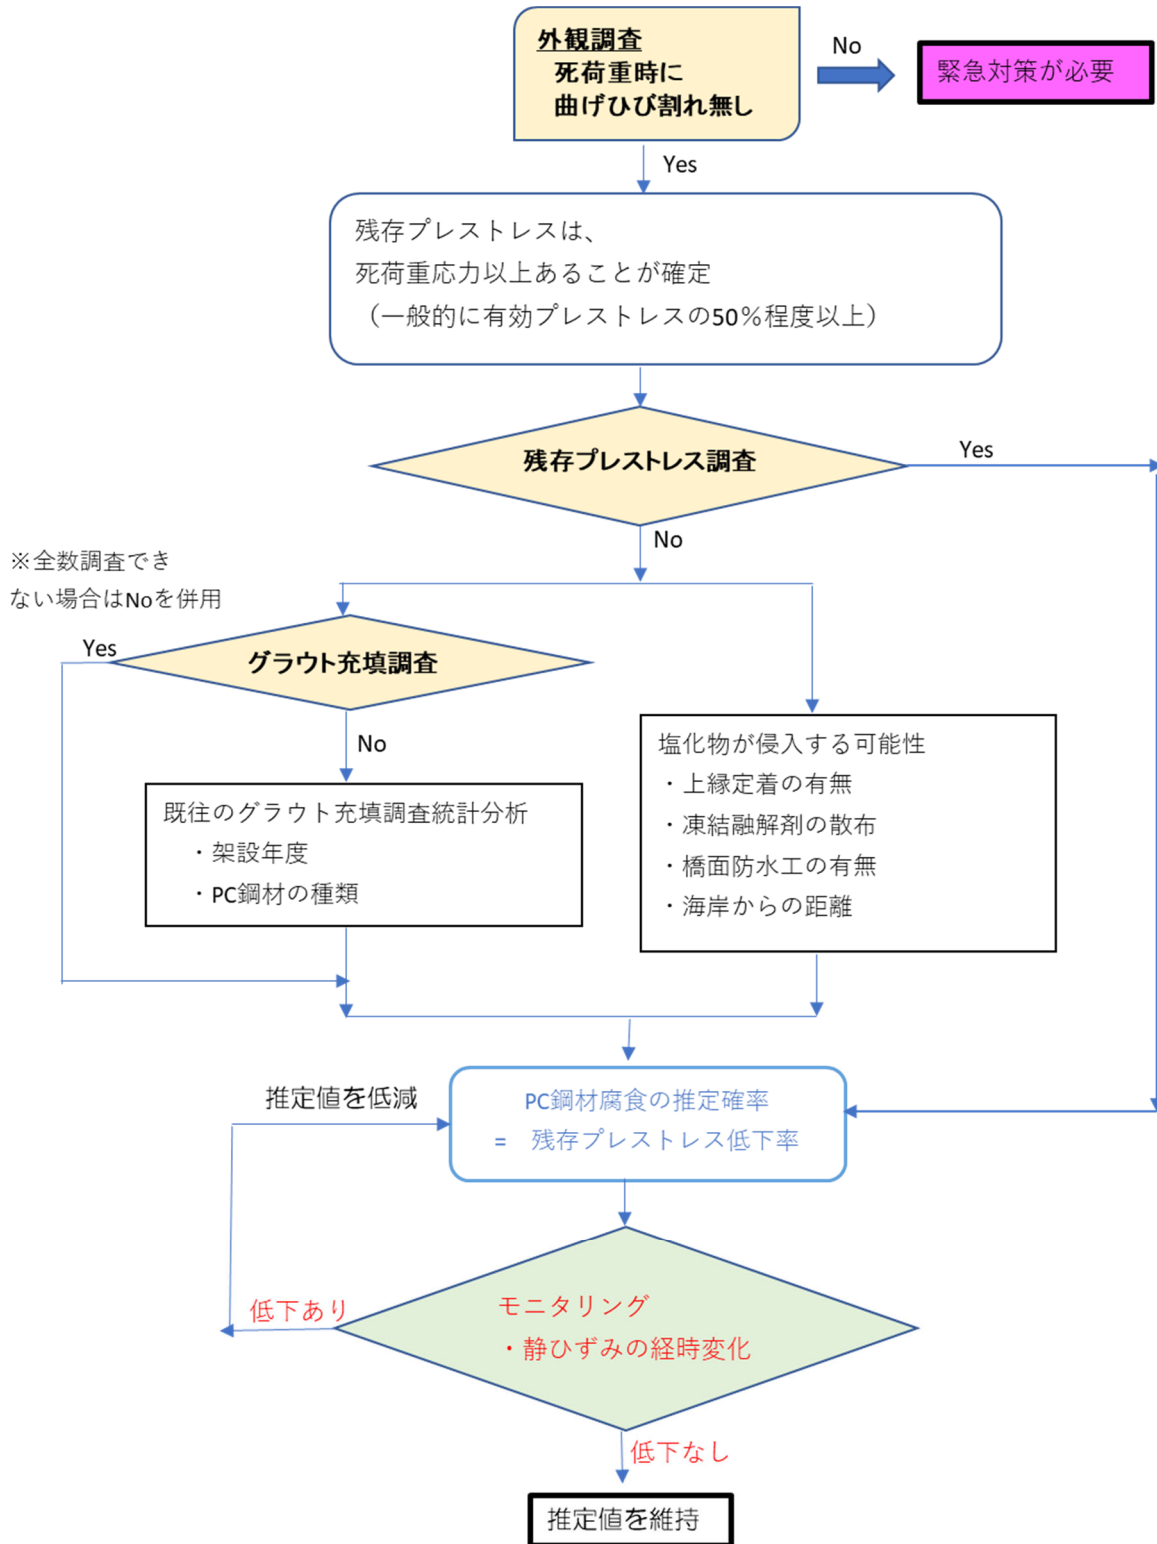 外観調査
死荷重時に
曲げひび割れ無し
No
緊急対策が必要
Yes
残存プレストレスは、
死荷重応力以上あることが確定
（一般的に有効プレストレスの50％程度以上）
残存プレストレス調査
Yes
No
※全数調査でき
ない場合はNoを併用
Yes
グラウト充填調査
No
既往のグラウト充填調査統計分析
・架設年度
・PC鋼材の種類
塩化物が侵入する可能性
・上縁定着の有無
・凍結融解剤の散布
・橋面防水工の有無
・海岸からの距離
推定値を低減
PC鋼材腐食の推定確率
= 残存プレストレス低下率
低下あり
モニタリング
・静ひずみの経時変化
低下なし
推定値を維持